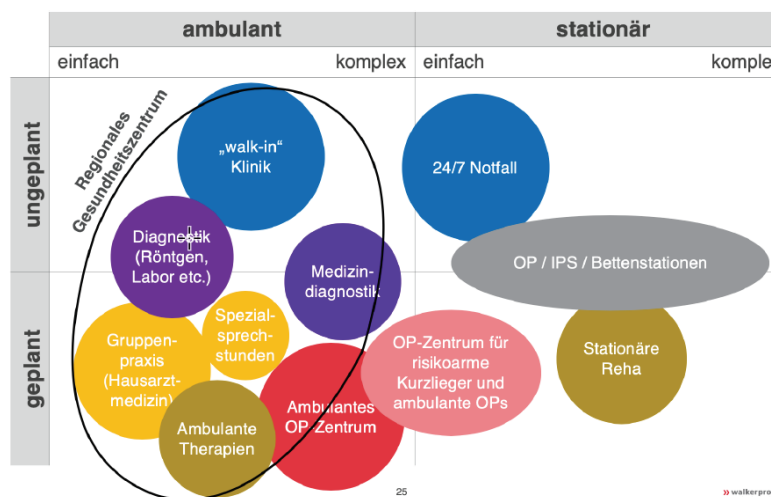 ambulant
stationär
einfach
komplex
einfach
komple
ungeplant
geplant
Regionales
Gesundheitszentrum
„walk-in“
Klinik
24/7 Notfall
Diagnostik
(Röntgen,
Labor etc.)
Medizin-
diagnostik
OP / IPS / Bettenstationen
Gruppen-
praxis
(Hausarzt-
medizin)
Spezial-
sprech-
stunden
OP-Zentrum für
risikoarme
Kurzlieger und
ambulante OPs
Stationäre
Reha
Ambulante
Therapien
Ambulantes
OP-Zentrum
25
» walkerpro